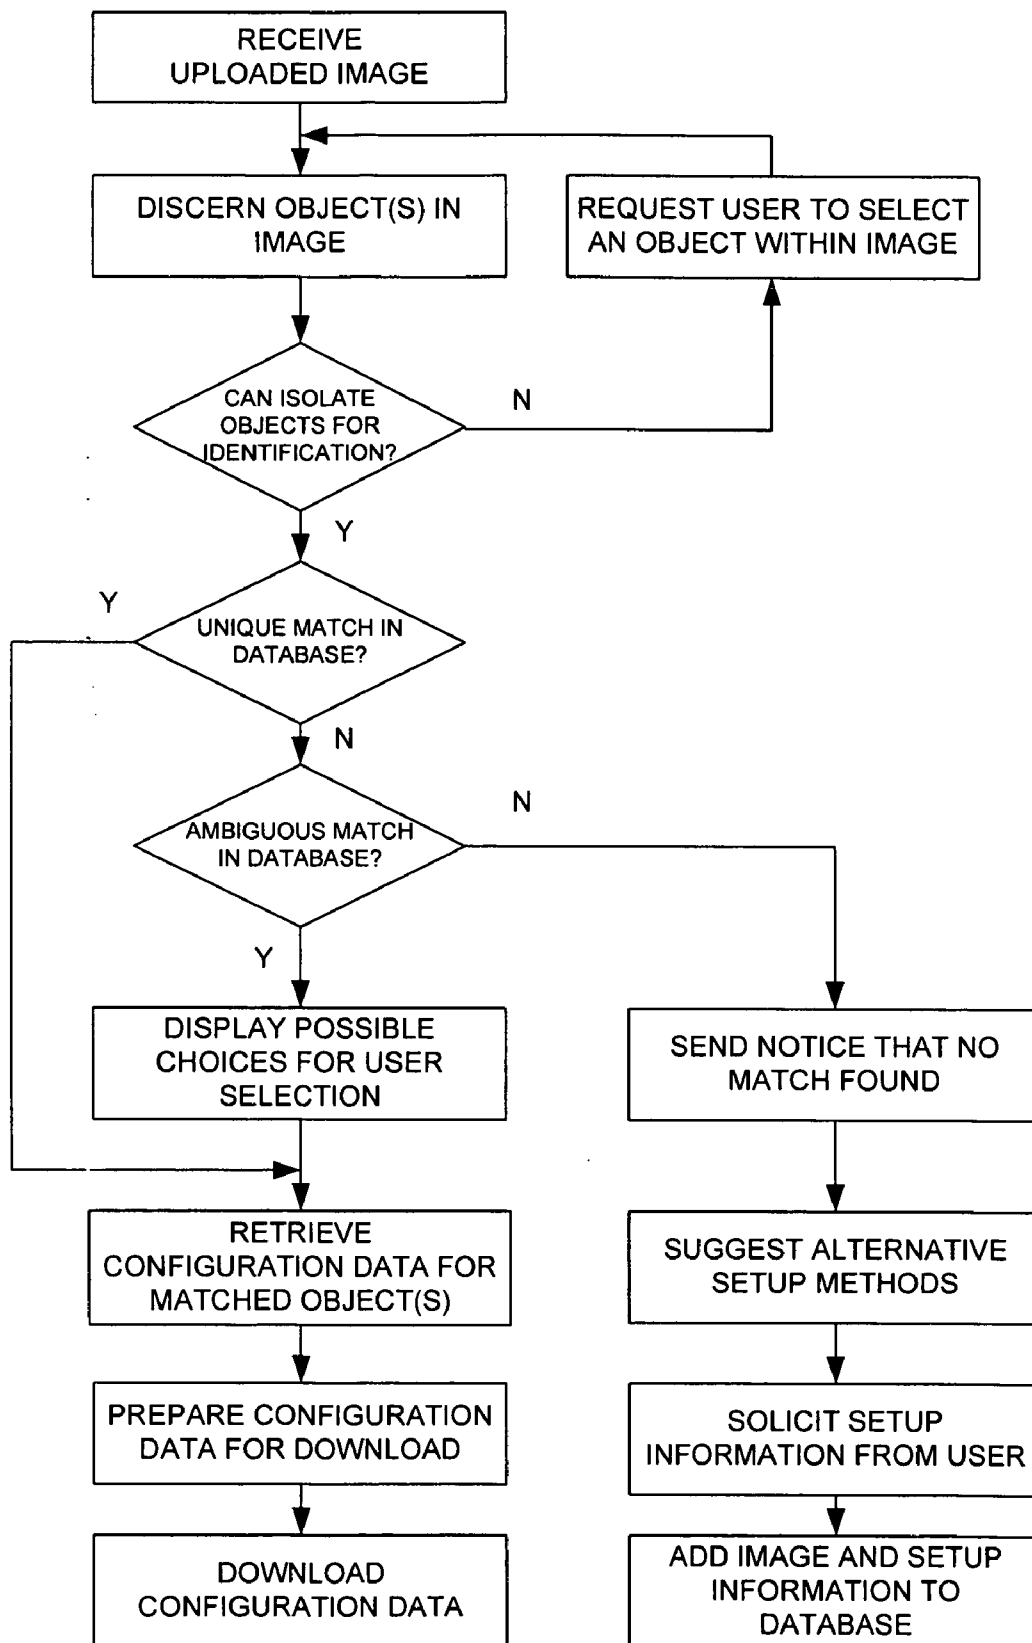 RECEIVE
UPLOADED IMAGE
DISCERN OBJECT(S) IN
IMAGE
REQUEST USER TO SELECT
AN OBJECT WITHIN IMAGE
CAN ISOLATE
OBJECTS FOR
IDENTIFICATION?
N
Y
Y
UNIQUE MATCH IN
DATABASE?
N
AMBIGUOUS MATCH
IN DATABASE?
N
Y
DISPLAY POSSIBLE
CHOICES FOR USER
SELECTION
SEND NOTICE THAT NO
MATCH FOUND
RETRIEVE
CONFIGURATION DATA FOR
MATCHED OBJECT(S)
SUGGEST ALTERNATIVE
SETUP METHODS
PREPARE CONFIGURATION
DATA FOR DOWNLOAD
SOLICIT SETUP
INFORMATION FROM USER
DOWNLOAD
CONFIGURATION DATA
ADD IMAGE AND SETUP
INFORMATION TO
DATABASE